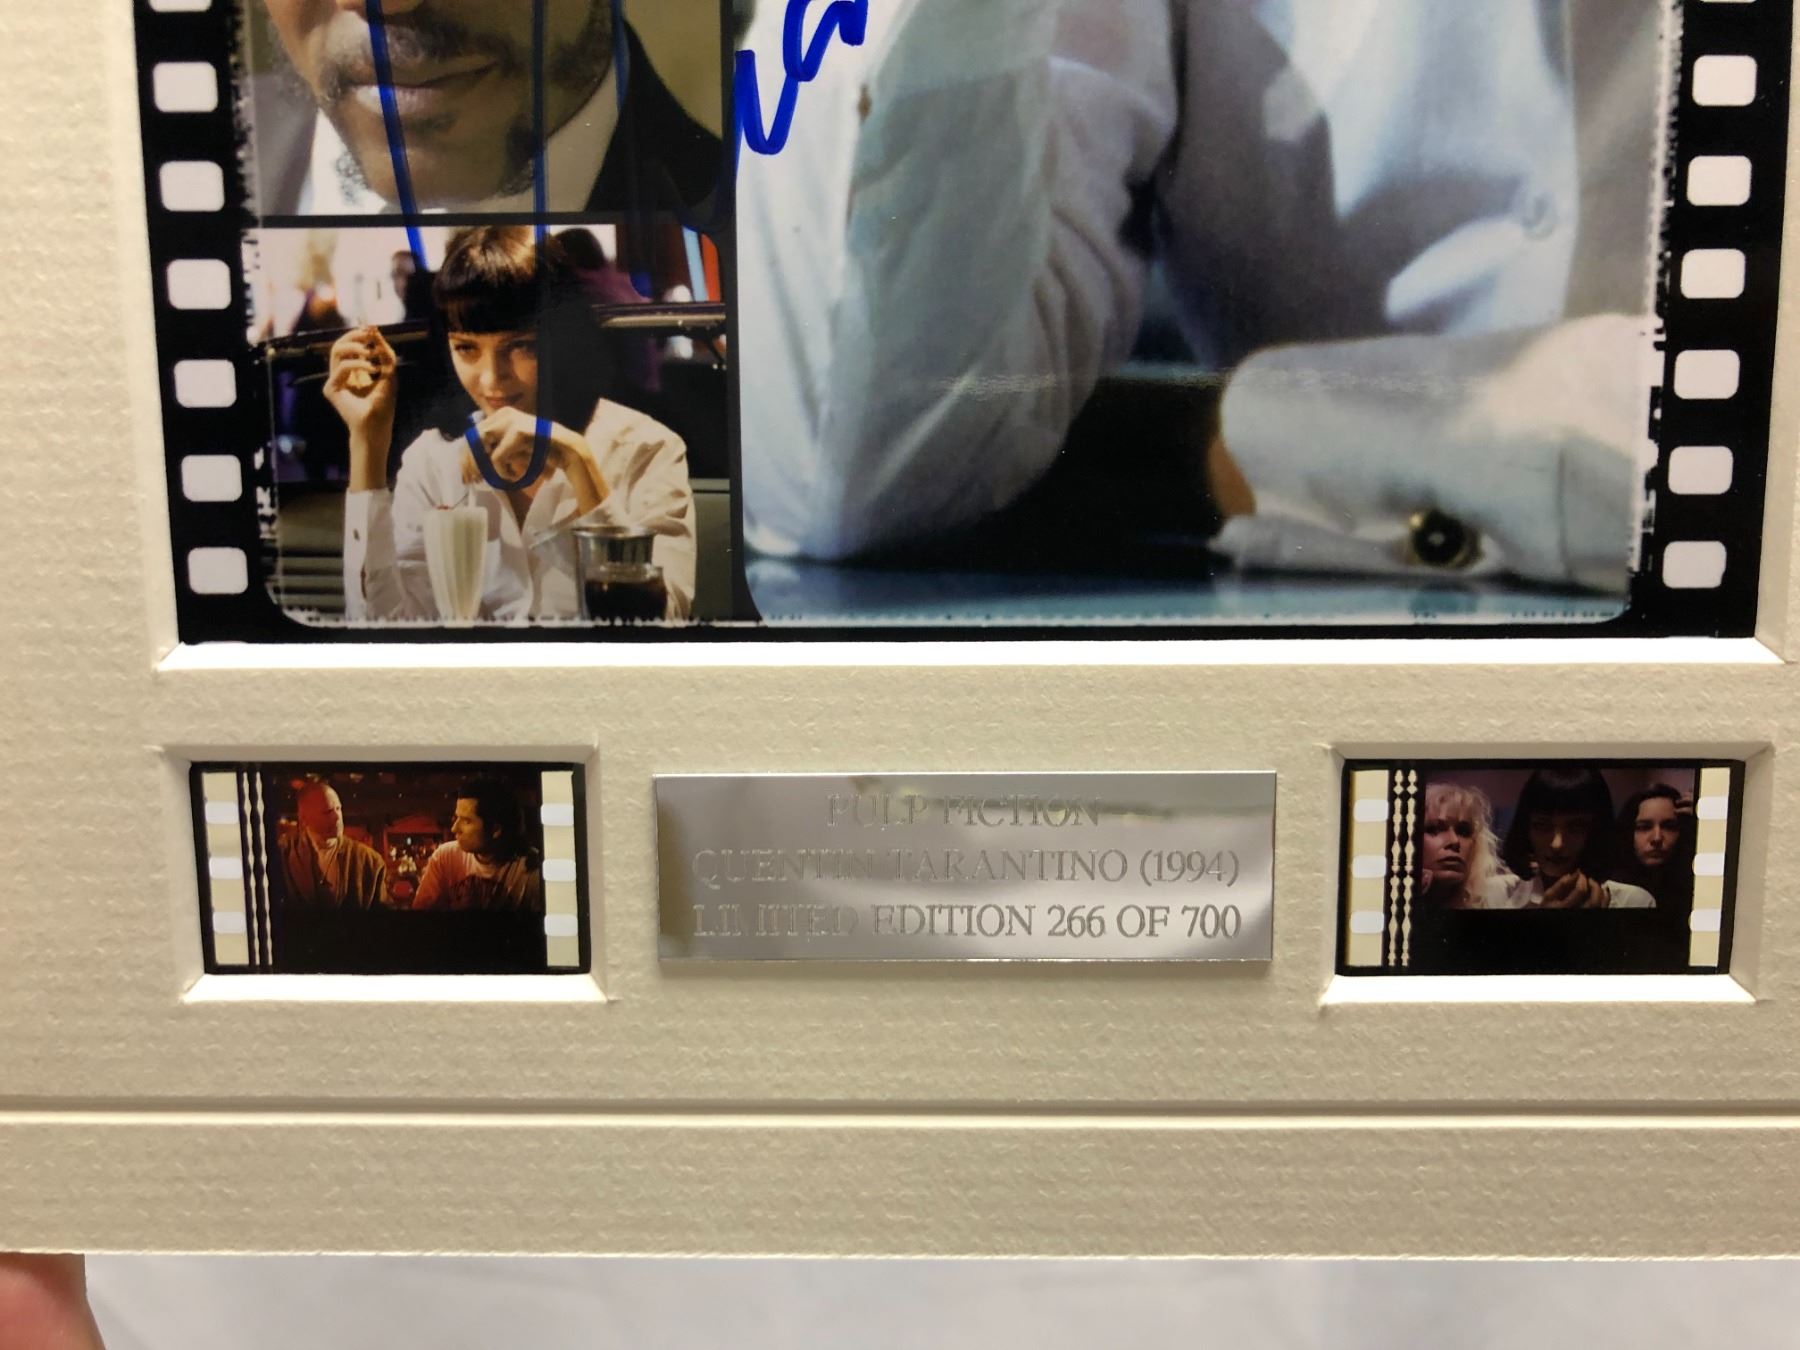 PULP FICTION
QUENTIN TARANTINO (1994)
LIMITED EDITION 266 OF 700